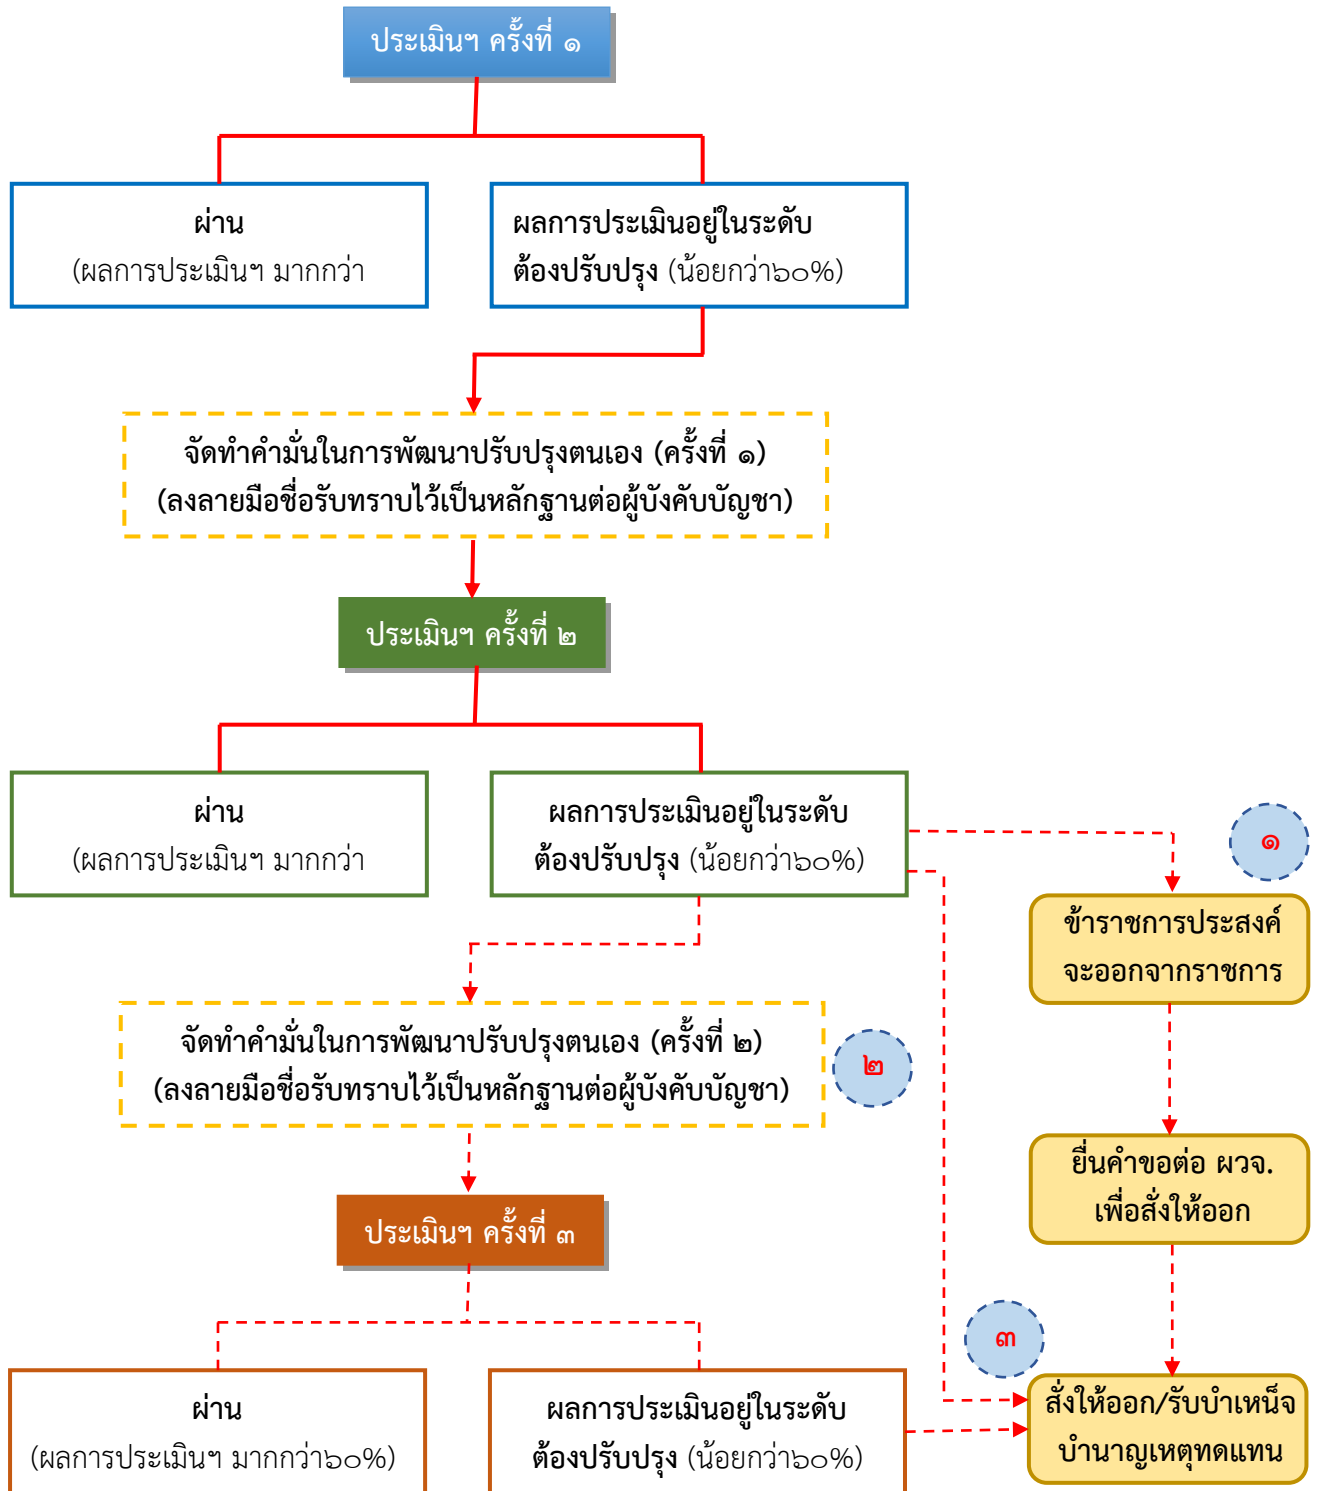 ประเมินฯ ครั้งที่ ๑
ผ่าน
(ผลการประเมินฯ มากกว่า
ผลการประเมินอยู่ในระดับ
ต้องปรับปรุง (น้อยกว่า๖๐%)
จัดทำคำมั่นในการพัฒนาปรับปรุงตนเอง (ครั้งที่ ๑)
(ลงลายมือชื่อรับทราบไว้เป็นหลักฐานต่อผู้บังคับบัญชา)
ประเมินฯ ครั้งที่ ๒
ผ่าน
(ผลการประเมินฯ มากกว่า
ผลการประเมินอยู่ในระดับ
ต้องปรับปรุง (น้อยกว่า๖๐%)
๑
ข้าราชการประสงค์
จะออกจากราชการ
จัดทำคำมั่นในการพัฒนาปรับปรุงตนเอง (ครั้งที่ ๒)
(ลงลายมือชื่อรับทราบไว้เป็นหลักฐานต่อผู้บังคับบัญชา)
๒
ยื่นคำขอต่อ ผวจ.
เพื่อสั่งให้ออก
ประเมินฯ ครั้งที่ ๓
๓
ผ่าน
(ผลการประเมินฯ มากกว่า๖๐%)
ผลการประเมินอยู่ในระดับ
ต้องปรับปรุง (น้อยกว่า๖๐%)
สั่งให้ออก/รับบำเหน็จ
บำนาญเหตุทดแทน